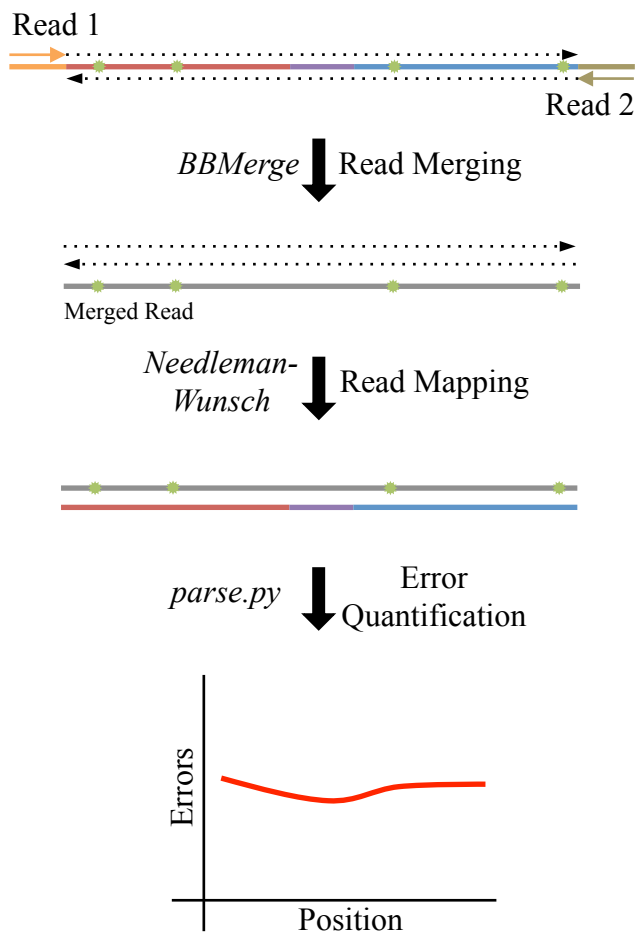 Read 1
Read 2
BBMerge Read Merging
Merged Read
Needleman-
Wunsch
Read Mapping
parse.py
Error
Quantification
Errors
Position